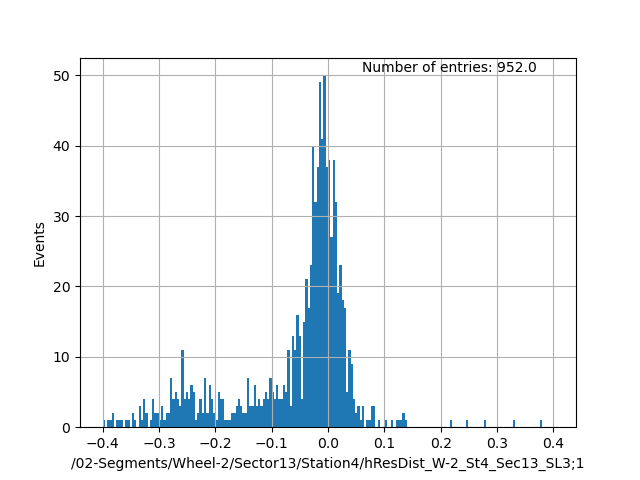 Number of entries: 952.0
50
40
30
20
10
0
Events
−0.4 −0.3 −0.2 −0.1 0.0 0.1 0.2 0.3 0.4
/02-Segments/Wheel-2/Sector13/Station4/hResDist_W-2_St4_Sec13_SL3;1